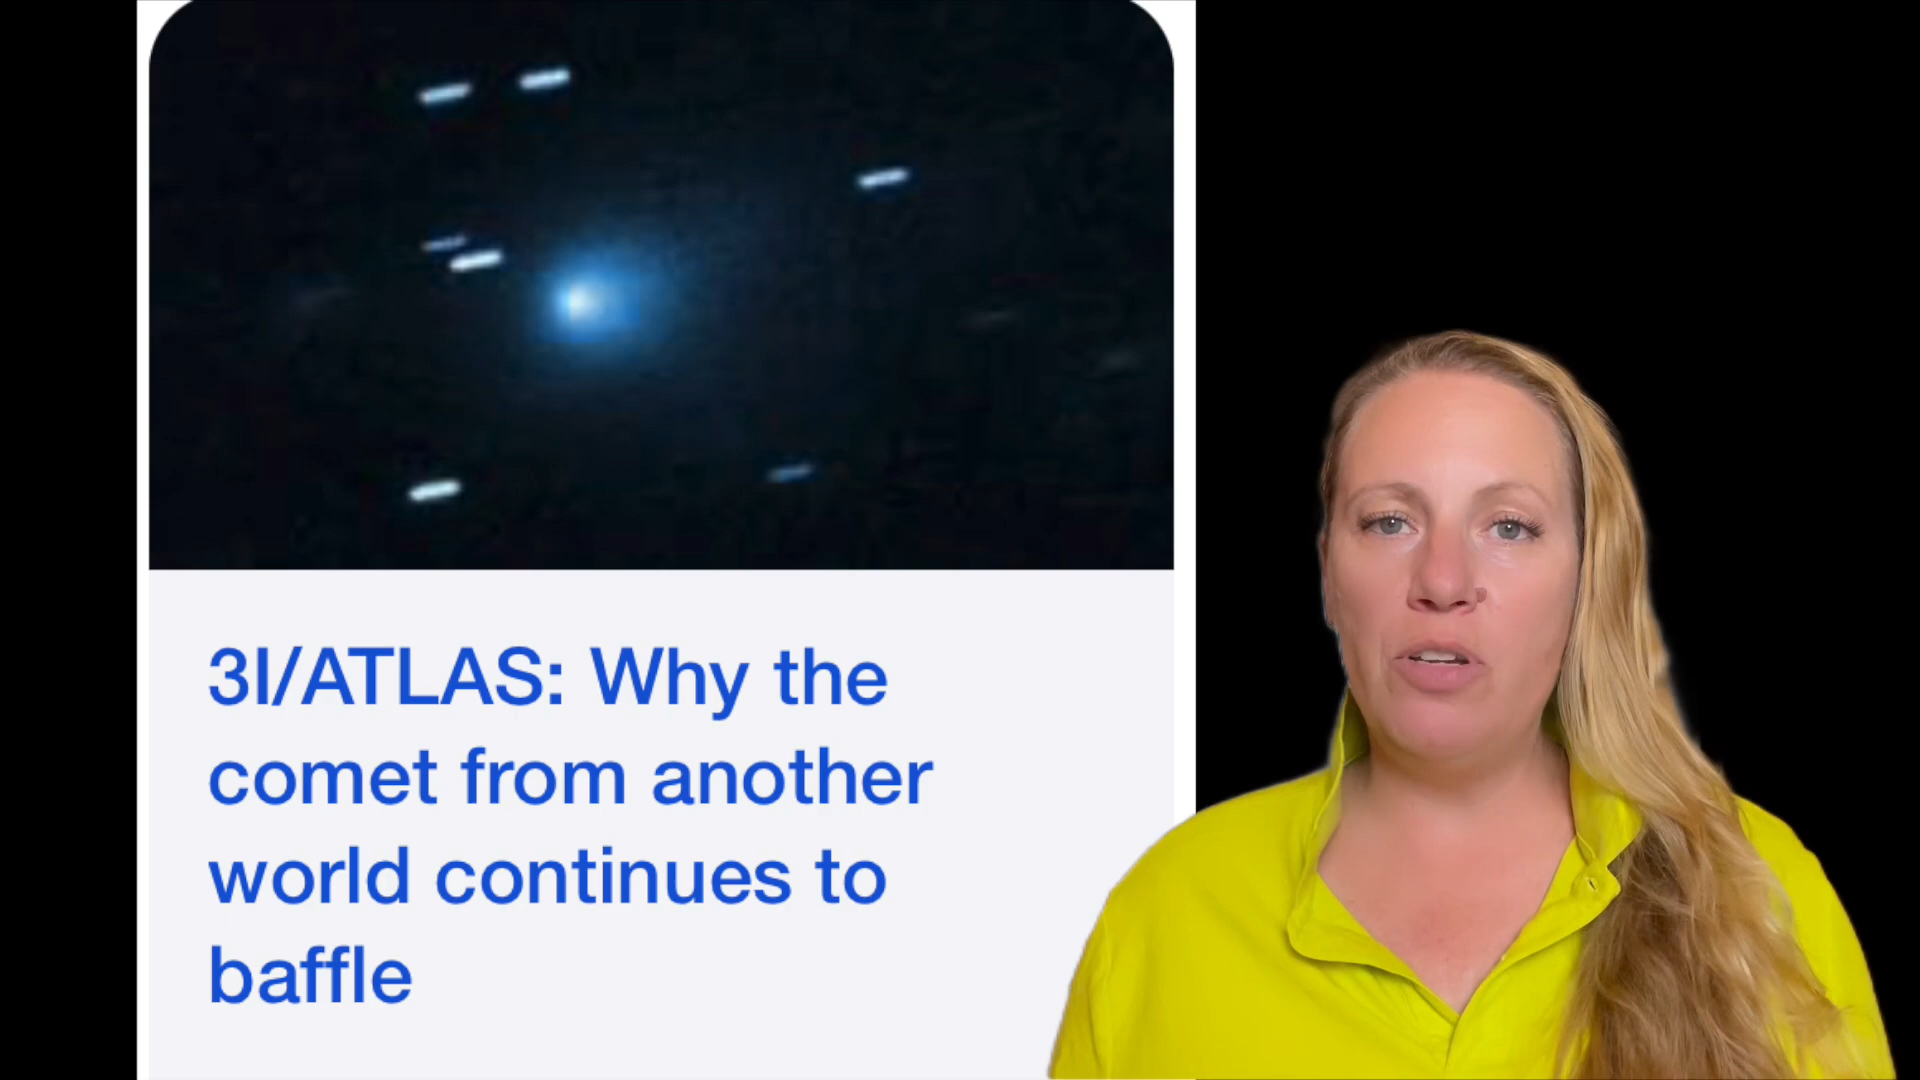 3I/ATLAS: Why the
comet from another
world continues to
baffle